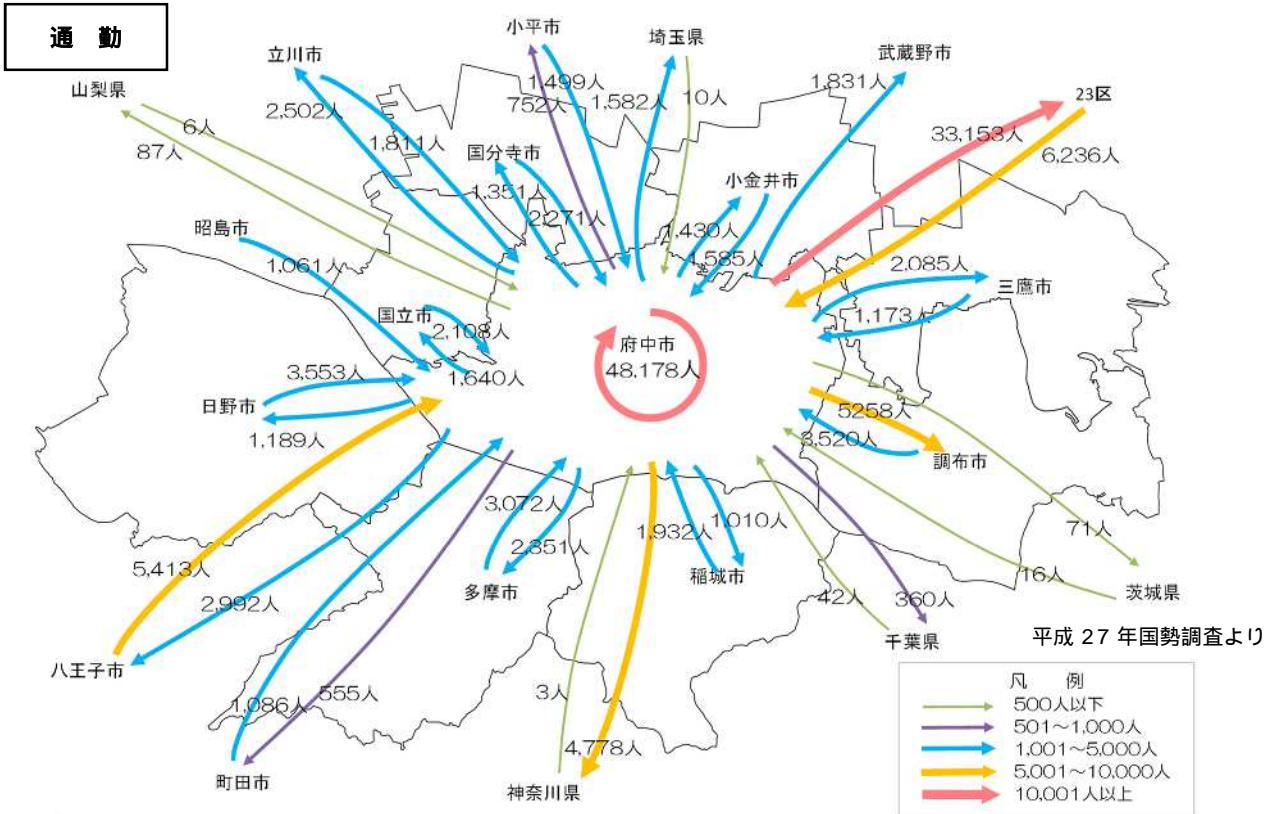 通 勤
小平市
埼玉県
立川市
武蔵野市
山梨県
1,499人
752人
1,582人
10人
1,831人
23区
2,502人
6人
87人
1,811人
国分寺市
33,153人
6,236人
1,351人
2,271人
小金井市
1,430人
1,585人
昭島市
1,061人
2,085人
三鷹市
1,173人
国立市
2,108人
1,640人
府中市
48,178人
3,553人
日野市
1,189人
5258人
3,520人
調布市
3,072人
2,351人
多摩市
1,932人
1,010人
稲城市
71人
16人
茨城県
42人
360人
千葉県
5,413人
2,992人
八王子市
1,086人
555人
町田市
3人
4,778人
神奈川県
平成 27 年国勢調査より
凡 例
500人以下
501～1,000人
1,001～5,000人
5,001～10,000人
10,001人以上